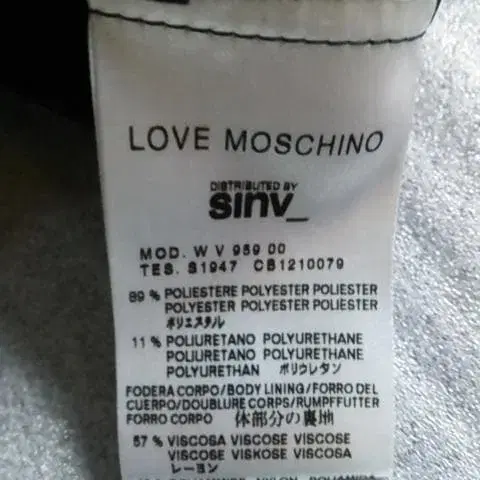 LOVE MOSCHINO
DISTRIBUTED BY
sinv_
MOD. W V 959 00
TES. S1947 CB1210079
89 % POLIESTERE POLYESTER POLIESTER
POLYESTER POLYESTER POLIESTER
ポリエステル
11 % POLIURETANO POLYURETHANE
POLIURETANO POLYURETHANE
POLYURETHAN ポリウレタン
FODERA CORPO/BODY LINING/FORRO DEL
CUERPO/DOUBLURE CORPS/RUMPFFUTTER
FORRO CORPO 体部分の裏地
57 % VISCOSA VISCOSE VISCOSE
VISCOSE VISKOSE VISCOSA
レーヨン